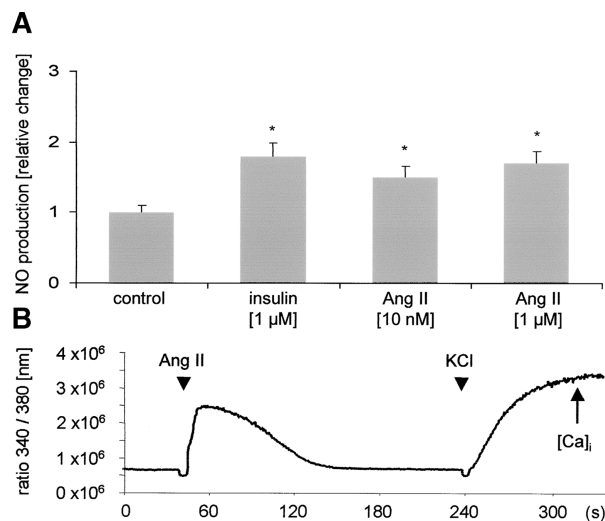 A
NO production [relative change]
3
2
1
0
*
*
*
control
insulin
[1 µM]
Ang II
[10 nM]
Ang II
[1 µM]
B
ratio 340 / 380 [nm]
4 x10⁶
3 x10⁶
2 x10⁶
1 x10⁶
0 x10⁶
Ang II
KCl
[Ca]i
0
60
120
180
240
300
(s)